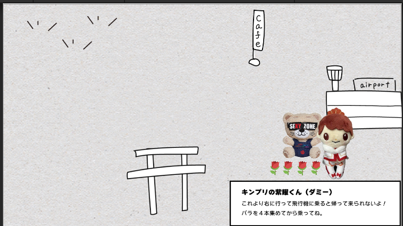 Cafe
airport
SEXY ZONE
キンプリの紫耀くん（ダミー）
これより右に行って飛行機に乗ると帰って来られないよ！
バラを４本集めてから乗ってね。